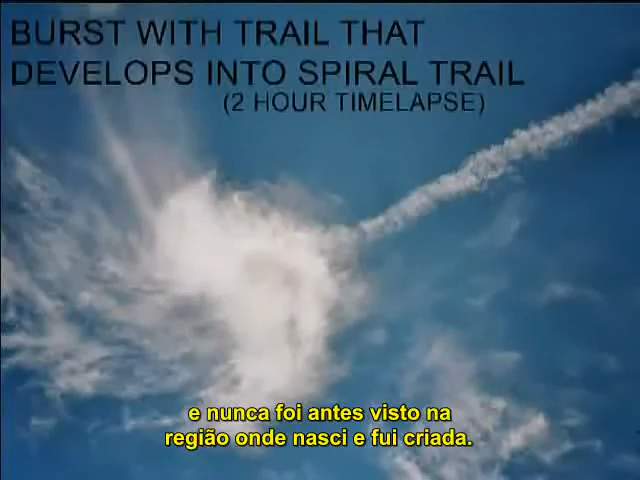 BURST WITH TRAIL THAT
DEVELOPS INTO SPIRAL TRAIL
(2 HOUR TIMELAPSE)
e nunca foi antes visto na
região onde nasci e fui criada.